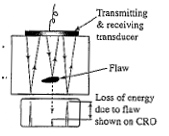 Transmitting
& receiving
transducer
Flaw
Loss of energy
due to flaw
shown on CRO